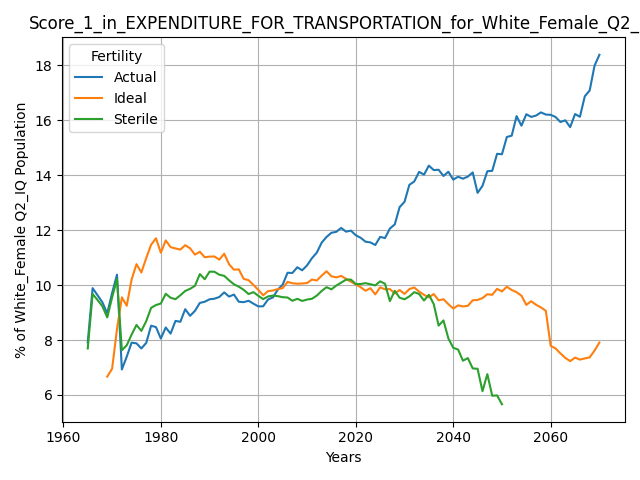 Score_1_in_EXPENDITURE_FOR_TRANSPORTATION_for_White_Female_Q2_
Fertility
Actual
Ideal
Sterile
% of White_Female Q2_IQ Population
18
16
14
12
10
8
6
1960 1980 2000 2020 2040 2060
Years